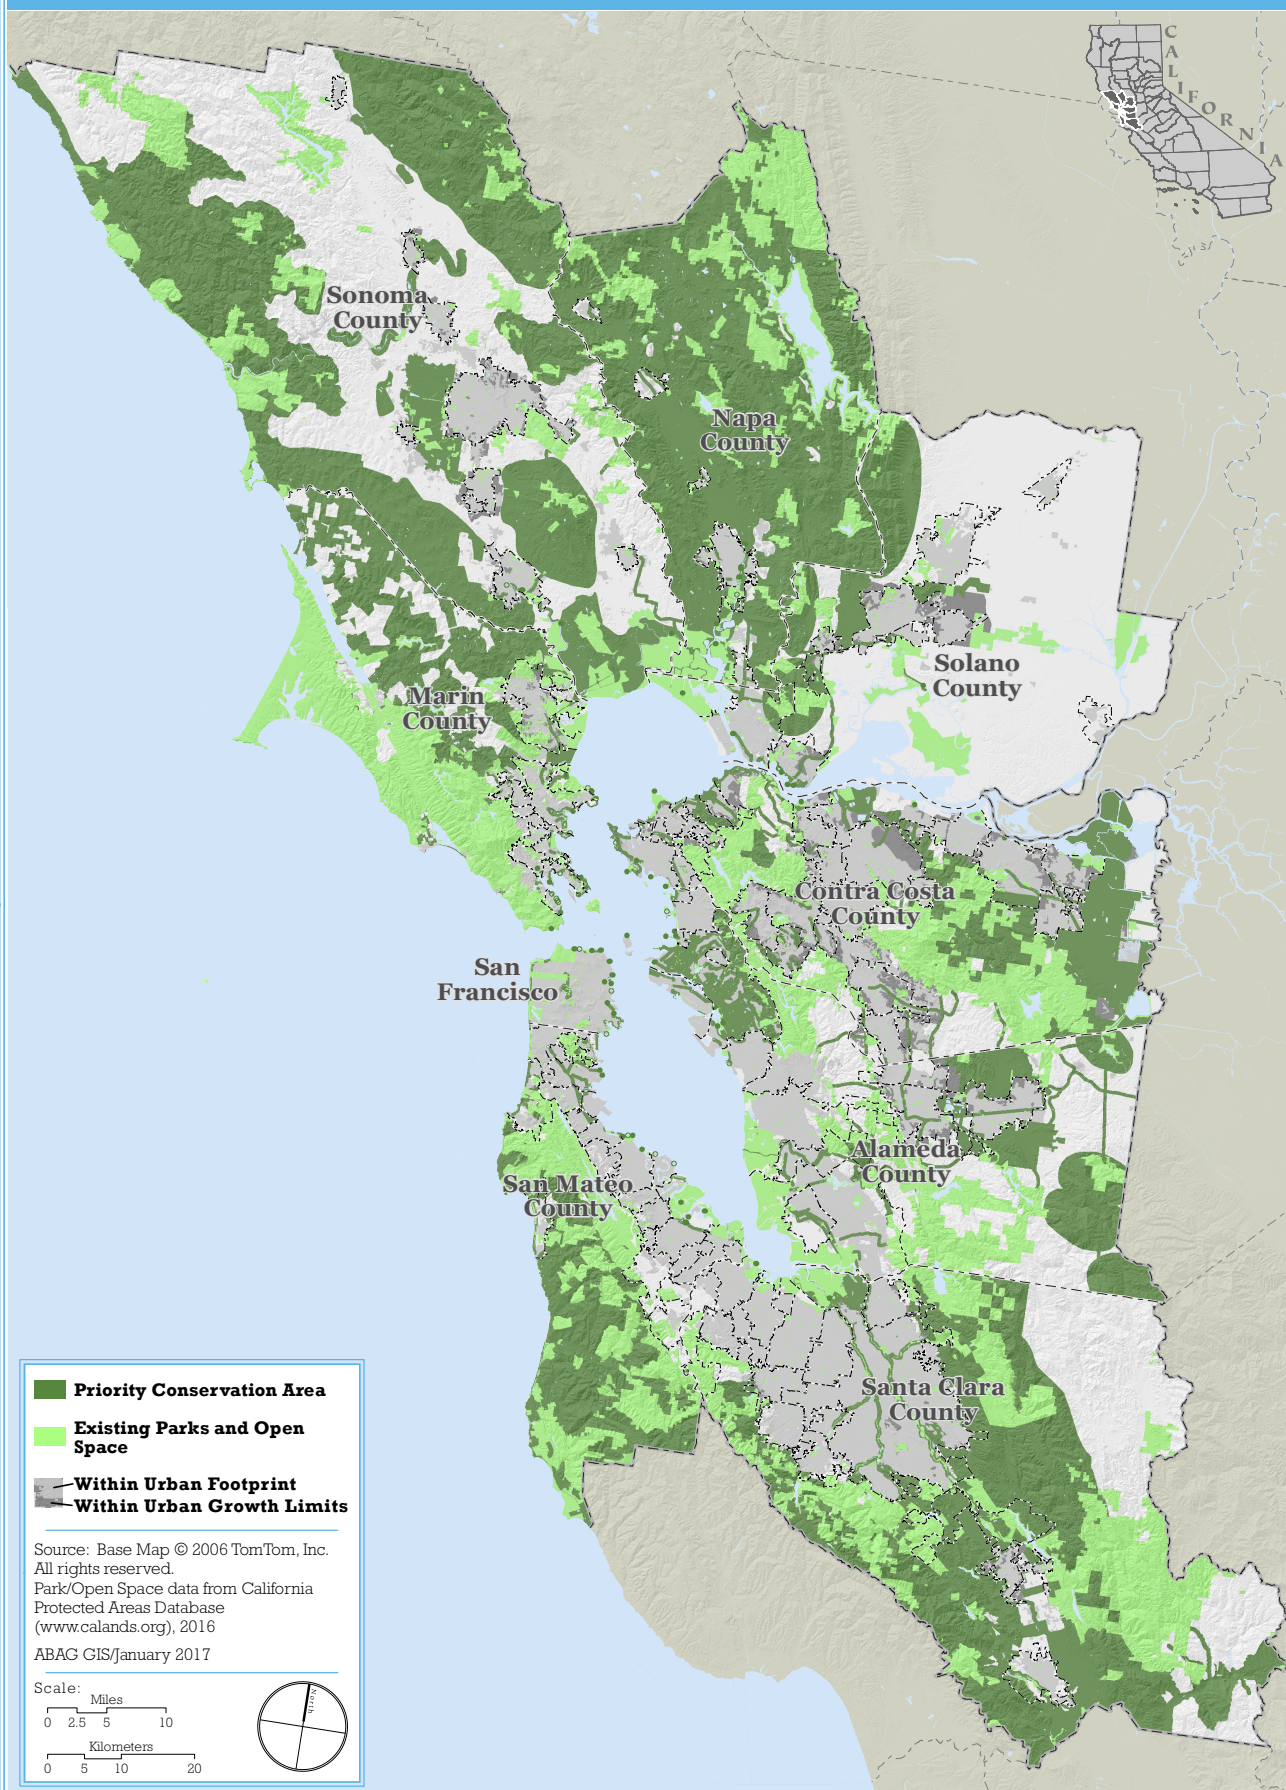 CALIFORNIA
Sonoma
County
Napa
County
Solano
County
Marin
County
Contra Costa
County
San
Francisco
Alameda
County
San Mateo
County
Santa Clara
County
Priority Conservation Area
Existing Parks and Open
Space
Within Urban Footprint
Within Urban Growth Limits
Source: Base Map © 2006 TomTom, Inc.
All rights reserved.
Park/Open Space data from California
Protected Areas Database
(www.calands.org), 2016
ABAG GIS/January 2017
Scale:
Miles
0 2.5 5 10
Kilometers
0 5 10 20
North